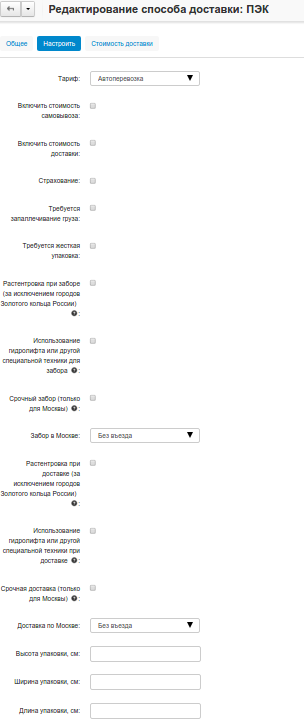 Редактирование способа доставки: ПЭК
Общее Настроить Стоимость доставки
Тариф: Автоперевозка
Включить стоимость
самовывоза:
Включить стоимость
доставки:
Страхование:
Требуется
запаллечивание груза:
Требуется жесткая
упаковка:
Растентровка при заборе
(за исключением городов
Золотого кольца России)
:
Использование
гидролифта или другой
специальной техники для
забора :
Срочный забор (только
для Москвы) :
Забор в Москве: Без въезда
Растентровка при
доставке (за
исключением городов
Золотого кольца России)
:
Использование
гидролифта или другой
специальной техники при
доставке :
Срочная доставка (только
для Москвы) :
Доставка по Москве: Без въезда
Высота упаковки, см:
Ширина упаковки, см:
Длина упаковки, см: